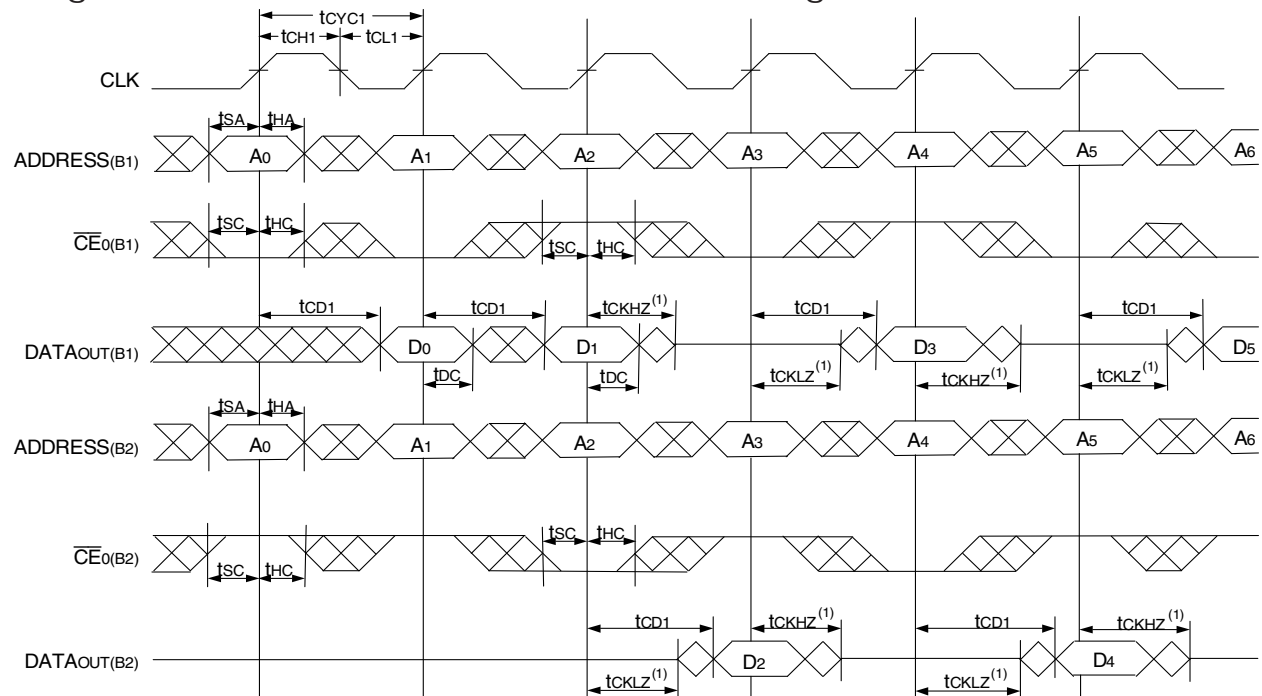 tCYC1
tCH1 tCL1
CLK
tSA tHA
ADDRESS(B1) A0 A1 A2 A3 A4 A5 A6
tSC tHC
CE0(B1) tSC tHC
tCD1 tCD1 tCKHZ(1) tCD1 tCD1
DATAOUT(B1) D0 D1 D3 D5
tDC tDC tCKLZ(1) tCKHZ(1) tCKLZ(1)
tSA tHA
ADDRESS(B2) A0 A1 A2 A3 A4 A5 A6
tSC tHC
CE0(B2) tSC tHC
tCD1 tCKHZ(1) tCD1 tCKHZ(1)
DATAOUT(B2) D2 D4
tCKLZ(1) tCKLZ(1)